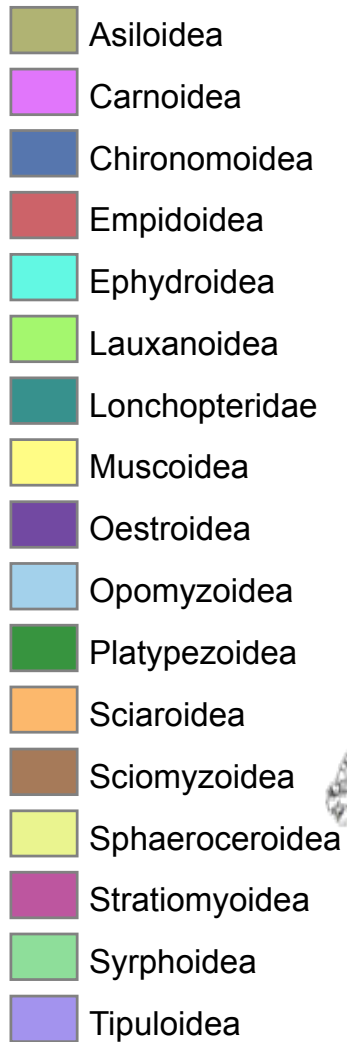 Asiloidea
Carnoidea
Chironomoidea
Empidoidea
Ephydroidea
Lauxanoidea
Lonchopteridae
Muscoidea
Oestroidea
Opomyzoidea
Platypezoidea
Sciaroidea
Sciomyzoidea
Sphaeroceroidea
Stratiomyoidea
Syrphoidea
Tipuloidea